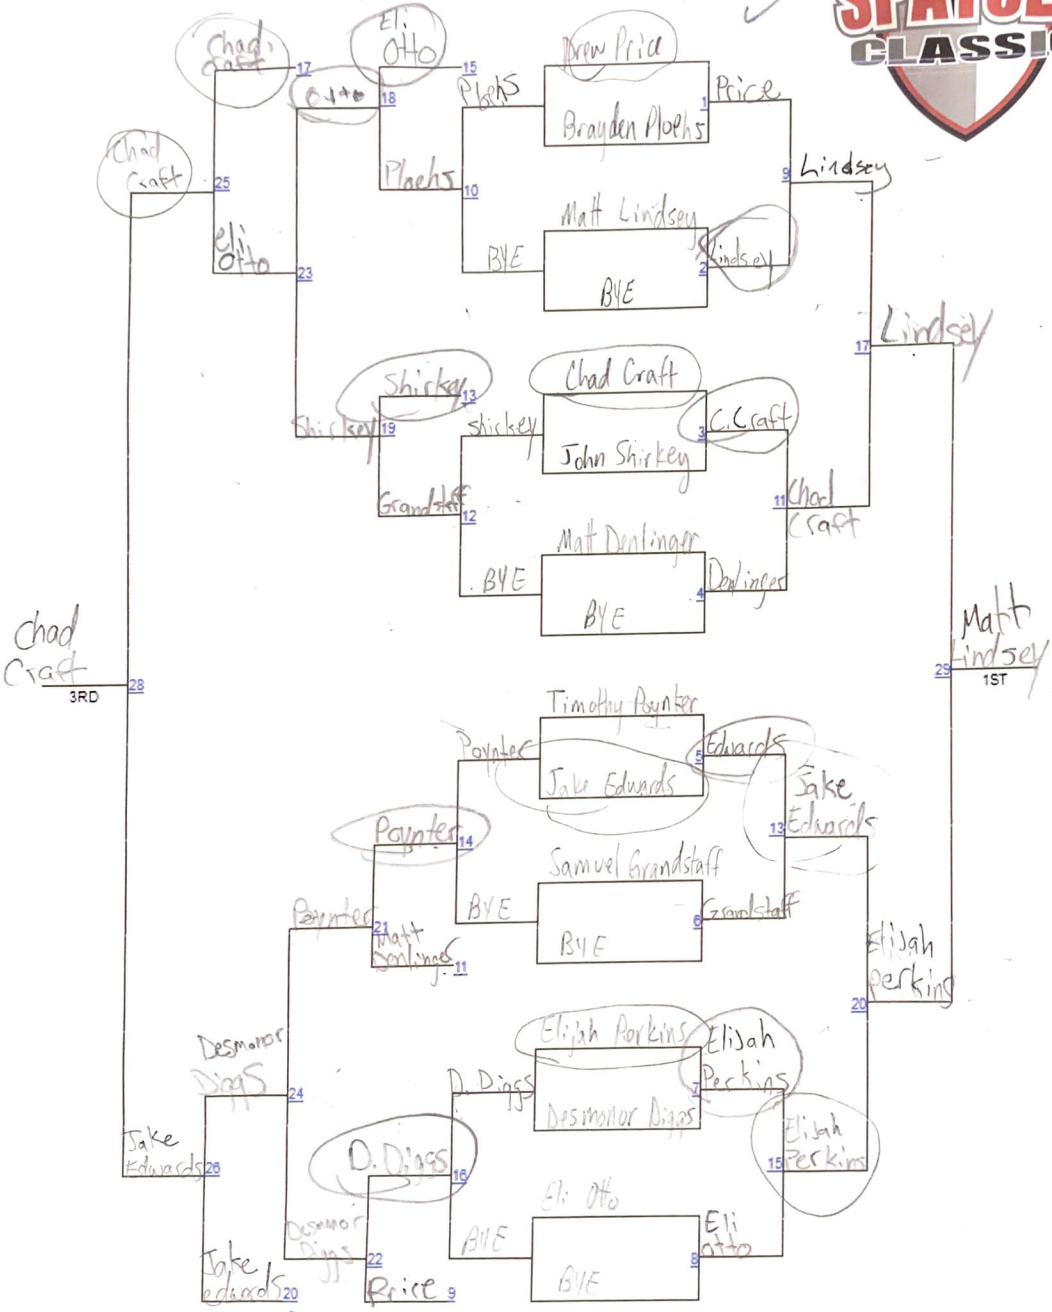 CLASSI
Chad
Craft
17
Eli
Otto
15
Otto
18
Ploehs
Drew Price
Brayden Ploehs
1
Price
Chad
Craft
25
Ploehs
10
9
Lindsey
Eli
Otto
23
BYE
Matt Lindsey
BYE
2
Lindsey
17
Lindsey
Shirkey
13
Shirkey
19
Shirkey
Chad Craft
John Shirkey
3
C.Craft
Grandstaff
12
11
Chad
Craft
BYE
Matt Denlinger
BYE
4
Denlinger
Chad
Craft
3RD
28
29
Matt
Lindsey
1ST
Poynter
Timothy Poynter
Jake Edwards
5
Edwards
Poynter
14
13
Jake
Edwards
Poynter
21
Matt
Denlinger
11
BYE
Samuel Grandstaff
BYE
6
Grandstaff
20
Elijah
Perkins
Desmonor
Diggs
24
D. Diggs
Elijah Perkins
Desmonor Diggs
7
Elijah
Perkins
Jake
Edwards
26
D. Diggs
16
15
Elijah
Perkins
Desmonor
Diggs
22
BYE
Eli Otto
BYE
8
Eli
Otto
Jake
edwards
20
Price
9